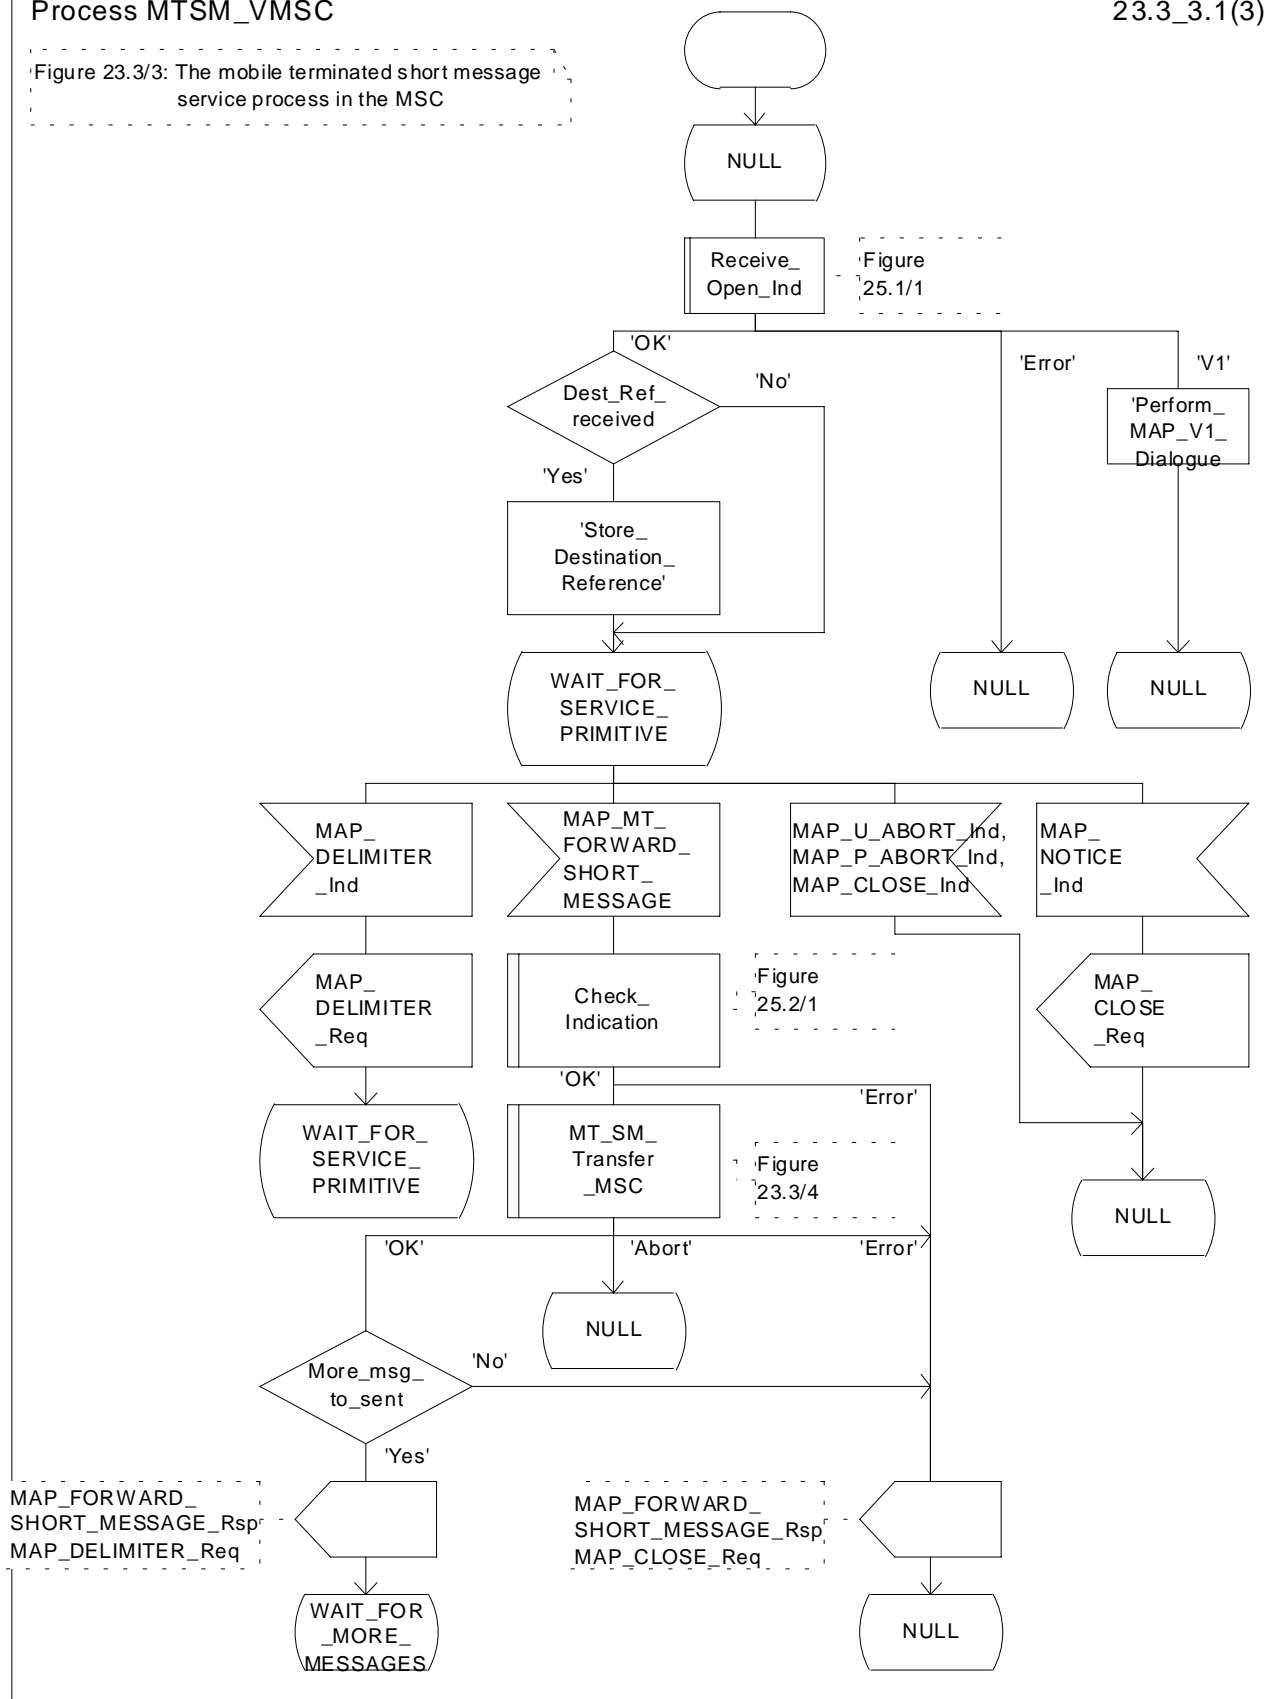 Process MTSM_VMSC
23.3_3.1(3)
Figure 23.3/3: The mobile terminated short message
service process in the MSC
NULL
Receive_
Open_Ind
Figure
25.1/1
'OK'
'Error'
'V1'
Dest_Ref_
received
'No'
'Perform_
MAP_V1_
Dialogue
'Yes'
'Store_
Destination_
Reference'
WAIT_FOR_
SERVICE_
PRIMITIVE
NULL
NULL
MAP_
DELIMITER
_Ind
MAP_MT_
FORWARD_
SHORT_
MESSAGE
MAP_U_ABORT_Ind,
MAP_P_ABORT_Ind,
MAP_CLOSE_Ind
MAP_
NOTICE
_Ind
MAP_
DELIMITER
_Req
Check_
Indication
Figure
25.2/1
MAP_
CLOSE
_Req
'OK'
'Error'
WAIT_FOR_
SERVICE_
PRIMITIVE
MT_SM_
Transfer
_MSC
Figure
23.3/4
NULL
'OK'
'Abort'
'Error'
NULL
More_msg_
to_sent
'No'
'Yes'
MAP_FORWARD_
SHORT_MESSAGE_Rsp
MAP_DELIMITER_Req
MAP_FORWARD_
SHORT_MESSAGE_Rsp
MAP_CLOSE_Req
WAIT_FOR
_MORE_
MESSAGES
NULL